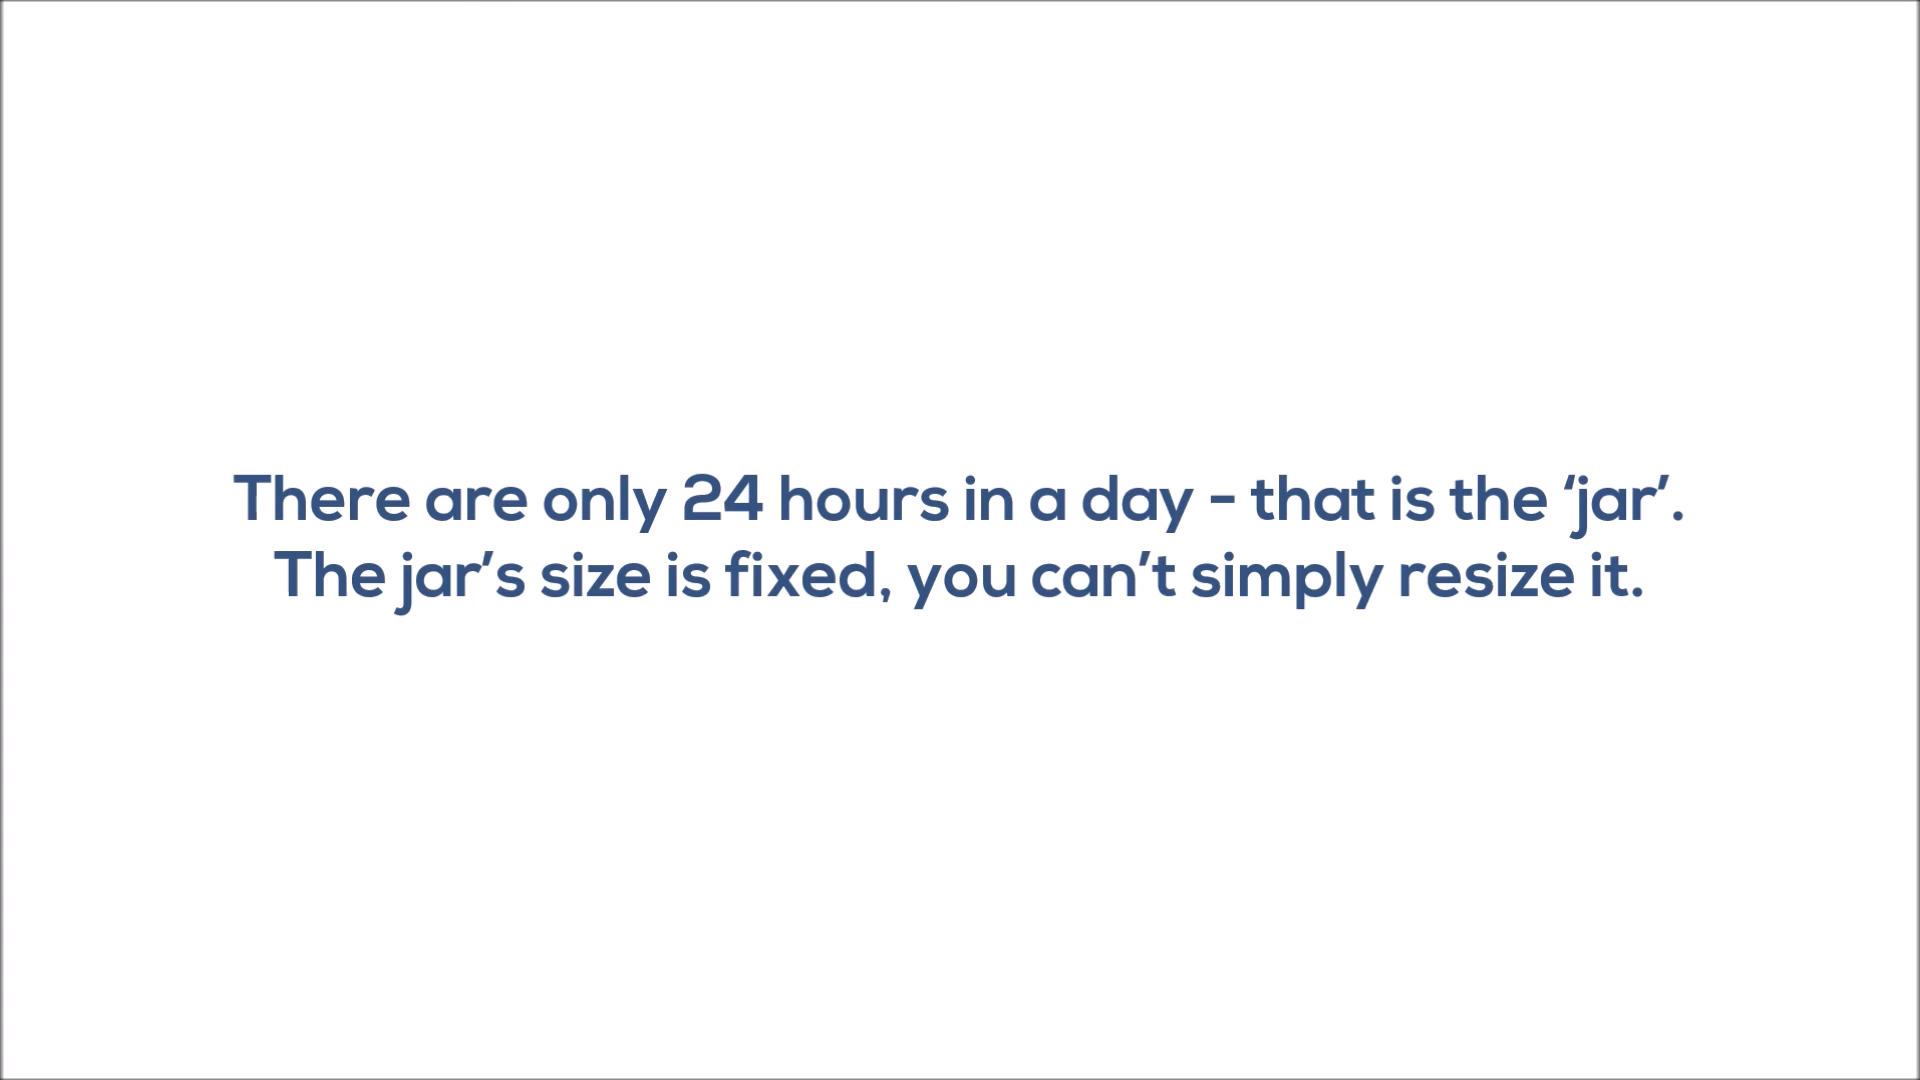 There are only 24 hours in a day - that is the ‘jar’.
The jar’s size is fixed, you can’t simply resize it.